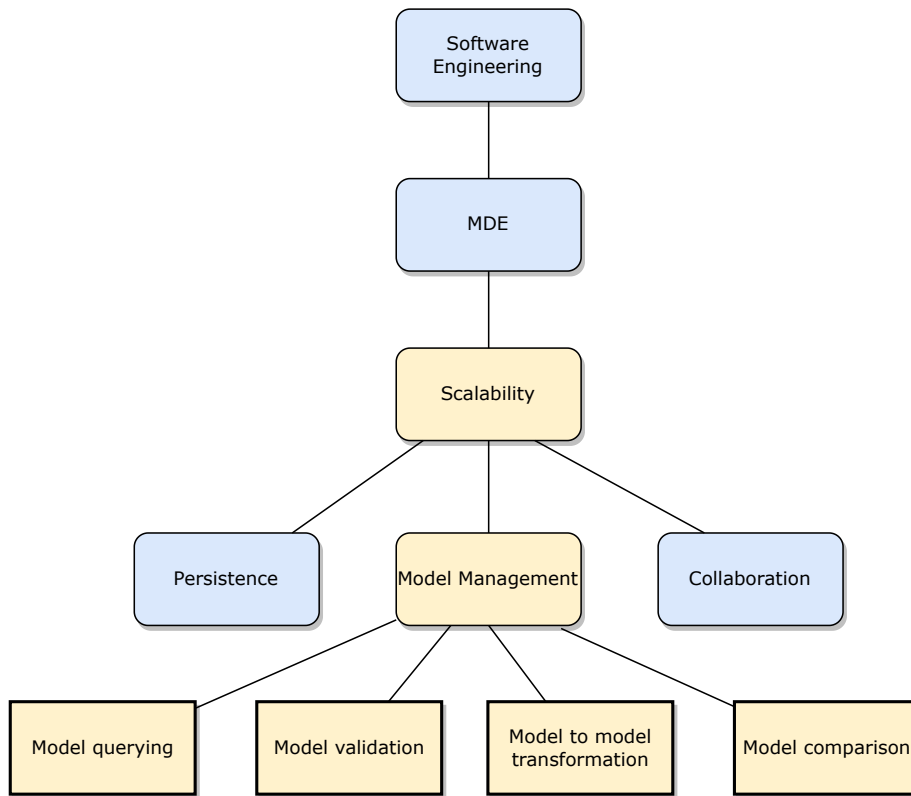 Software
Engineering
MDE
Scalability
Persistence
Model Management
Collaboration
Model querying
Model validation
Model to model
transformation
Model comparison